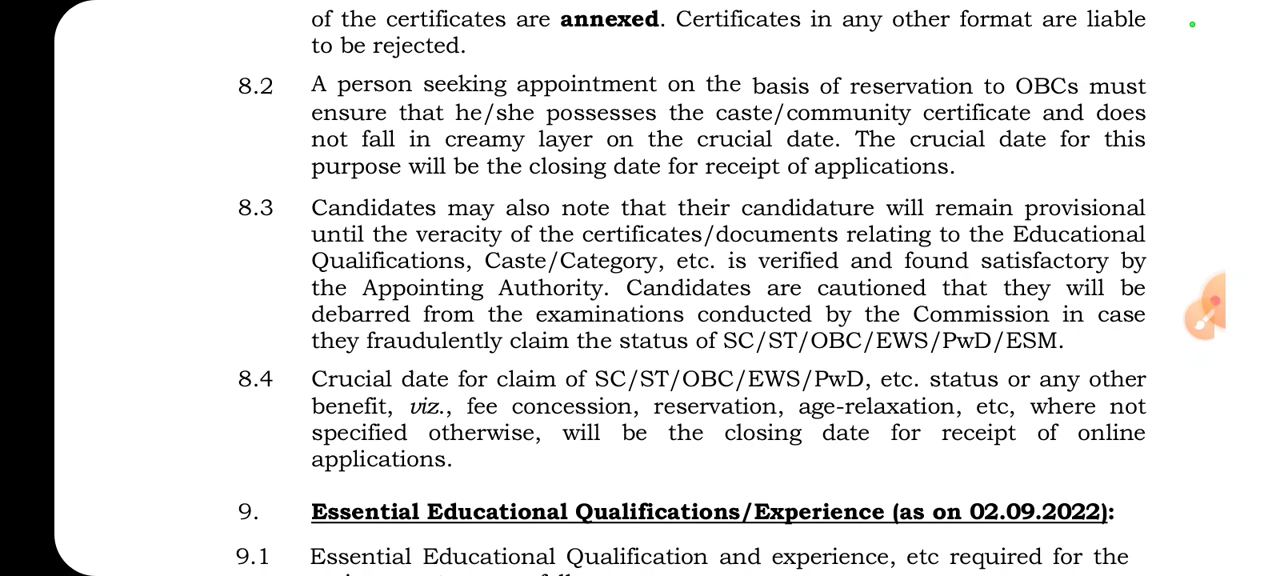 of the certificates are annexed. Certificates in any other format are liable
to be rejected.
8.2 A person seeking appointment on the basis of reservation to OBCs must
ensure that he/she possesses the caste/community certificate and does
not fall in creamy layer on the crucial date. The crucial date for this
purpose will be the closing date for receipt of applications.
8.3 Candidates may also note that their candidature will remain provisional
until the veracity of the certificates/documents relating to the Educational
Qualifications, Caste/Category, etc. is verified and found satisfactory by
the Appointing Authority. Candidates are cautioned that they will be
debarred from the examinations conducted by the Commission in case
they fraudulently claim the status of SC/ST/OBC/EWS/PwD/ESM.
8.4 Crucial date for claim of SC/ST/OBC/EWS/PwD, etc. status or any other
benefit, viz., fee concession, reservation, age-relaxation, etc, where not
specified otherwise, will be the closing date for receipt of online
applications.
9. Essential Educational Qualifications/Experience (as on 02.09.2022):
9.1 Essential Educational Qualification and experience, etc required for the